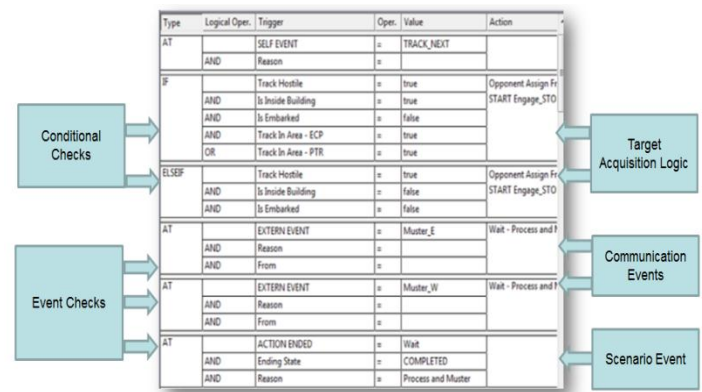 Type Logical Oper. Trigger Oper. Value Action
AT SELF EVENT = TRACK_NEXT
AND Reason =
IF Track Hostile = true Opponent Assign Fr
AND Is Inside Building = true START Engage_STO
AND Is Embarked = false
AND Track In Area - ECP = true
OR Track In Area - PTR = true
ELSEIF Track Hostile = true Opponent Assign Fr
AND Is Inside Building = false START Engage_STO
AND Is Embarked = false
AT EXTERN EVENT = Muster_E Wait - Process and M
AND Reason =
AND From =
AT EXTERN EVENT = Muster_W Wait - Process and M
AND Reason =
AND From =
AT ACTION ENDED = Wait
AND Ending State = COMPLETED
AND Reason = Process and Muster
Conditional
Checks
Event Checks
Target
Acquisition Logic
Communication
Events
Scenario Event